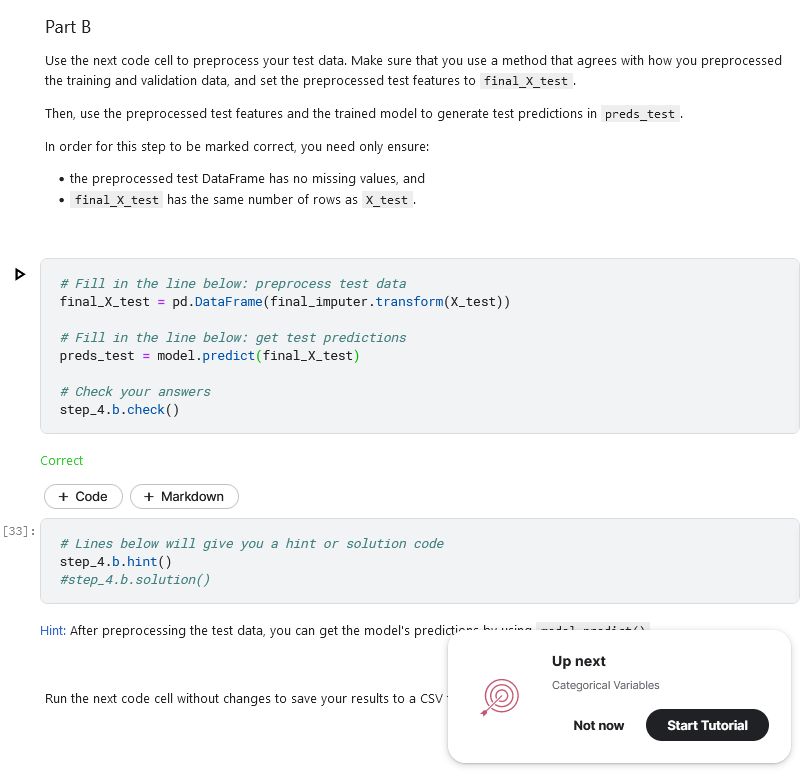 Part B
Use the next code cell to preprocess your test data. Make sure that you use a method that agrees with how you preprocessed
the training and validation data, and set the preprocessed test features to final_X_test.
Then, use the preprocessed test features and the trained model to generate test predictions in preds_test.
In order for this step to be marked correct, you need only ensure:
• the preprocessed test DataFrame has no missing values, and
• final_X_test has the same number of rows as X_test.
# Fill in the line below: preprocess test data
final_X_test = pd.DataFrame(final_imputer.transform(X_test))
# Fill in the line below: get test predictions
preds_test = model.predict(final_X_test)
# Check your answers
step_4.b.check()
Correct
+ Code + Markdown
[33]:
# Lines below will give you a hint or solution code
step_4.b.hint()
#step_4.b.solution()
Hint: After preprocessing the test data, you can get the model's predictions by using model.predict()
Run the next code cell without changes to save your results to a CSV
Up next
Categorical Variables
Not now Start Tutorial